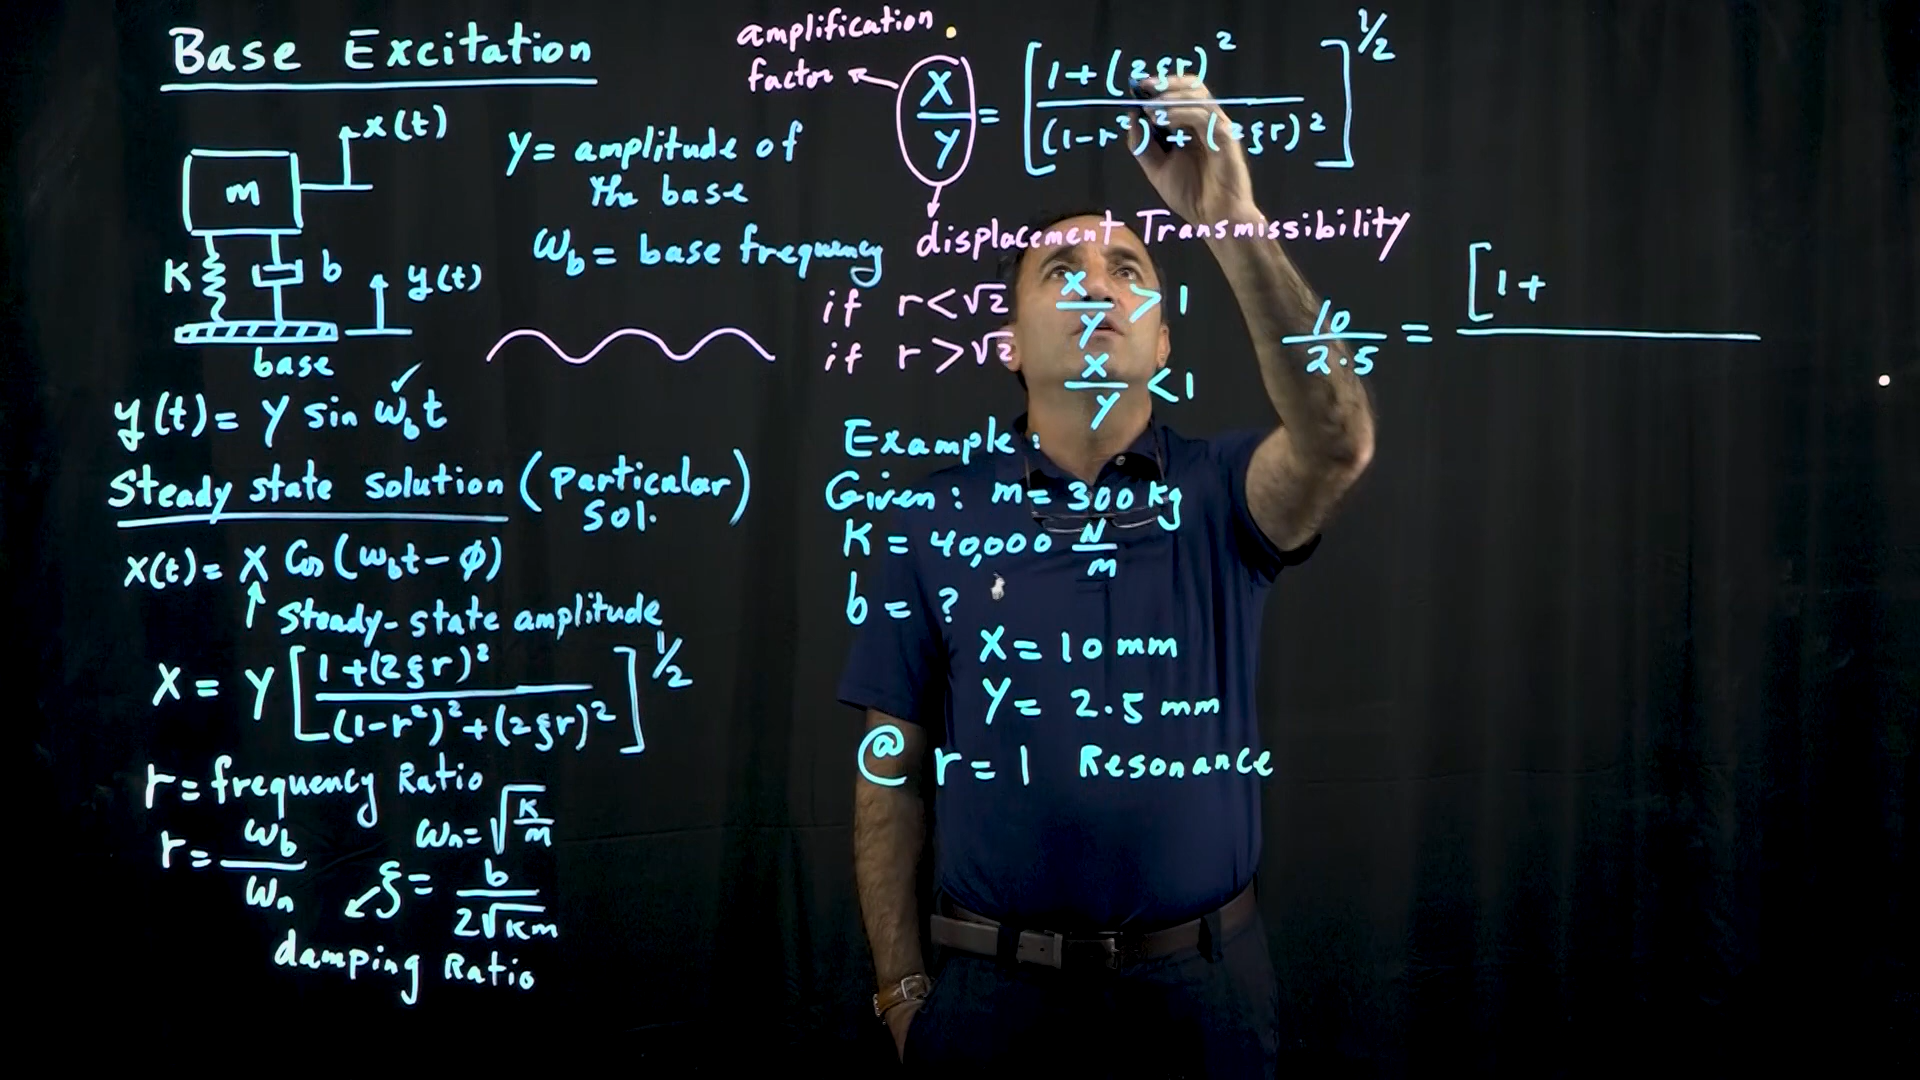 Base Excitation
x(t)
m
K
b
y(t)
base
y(t) = Y sin ω_b t
Steady state solution (Particular Sol.)
x(t) = X Cos(ω_b t - φ)
↑ Steady-state amplitude
X = Y [ (1+(2ξr)²) / ((1-r²)²+(2ξr)²) ]^1/2
r = frequency Ratio
r = ω_b / ω_n
ω_n = √(K/m)
ξ = b / 2√Km
damping Ratio
Y = amplitude of
the base
ω_b = base frequency
amplification
factor
X/Y = [ (1+(2ξr)²) / ((1-r²)²+(2ξr)²) ]^1/2
displacement Transmissibility
if r < √2 X/Y > 1
if r > √2 X/Y < 1
Example:
Given: m = 300 kg
K = 40,000 N/m
b = ?
X = 10 mm
Y = 2.5 mm
@ r = 1 Resonance
10/2.5 = [1+